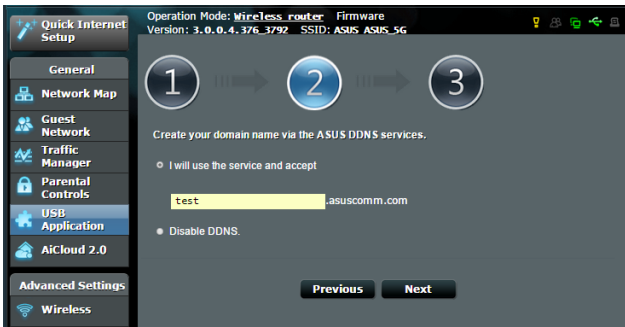 Quick Internet
Setup
Operation Mode: Wireless router Firmware
Version: 3.0.0.4.376_3792 SSID: ASUS ASUS_5G
General
Network Map
Guest
Network
Traffic
Manager
Parental
Controls
USB
Application
AiCloud 2.0
Advanced Settings
Wireless
1
2
3
Create your domain name via the ASUS DDNS services.
I will use the service and accept
test .asuscomm.com
Disable DDNS.
Previous Next